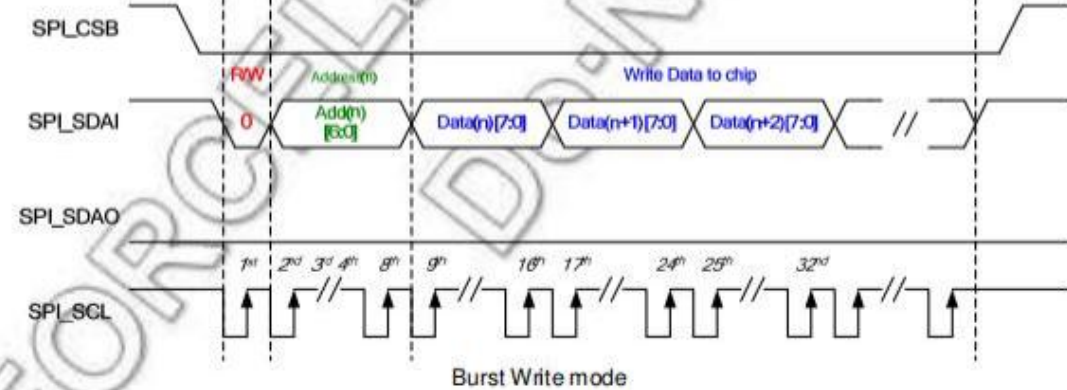 SPI_CSB
R/W Address(n) Write Data to chip
SPI_SDAI 0 Add(n) [6:0] Data(n)[7:0] Data(n+1)[7:0] Data(n+2)[7:0] //
SPI_SDAO
1st 2nd 3rd 4th 8th 9th 16th 17th 24th 25th 32nd
SPI_SCL // // // // //
Burst Write mode
FORCEL
DO·N